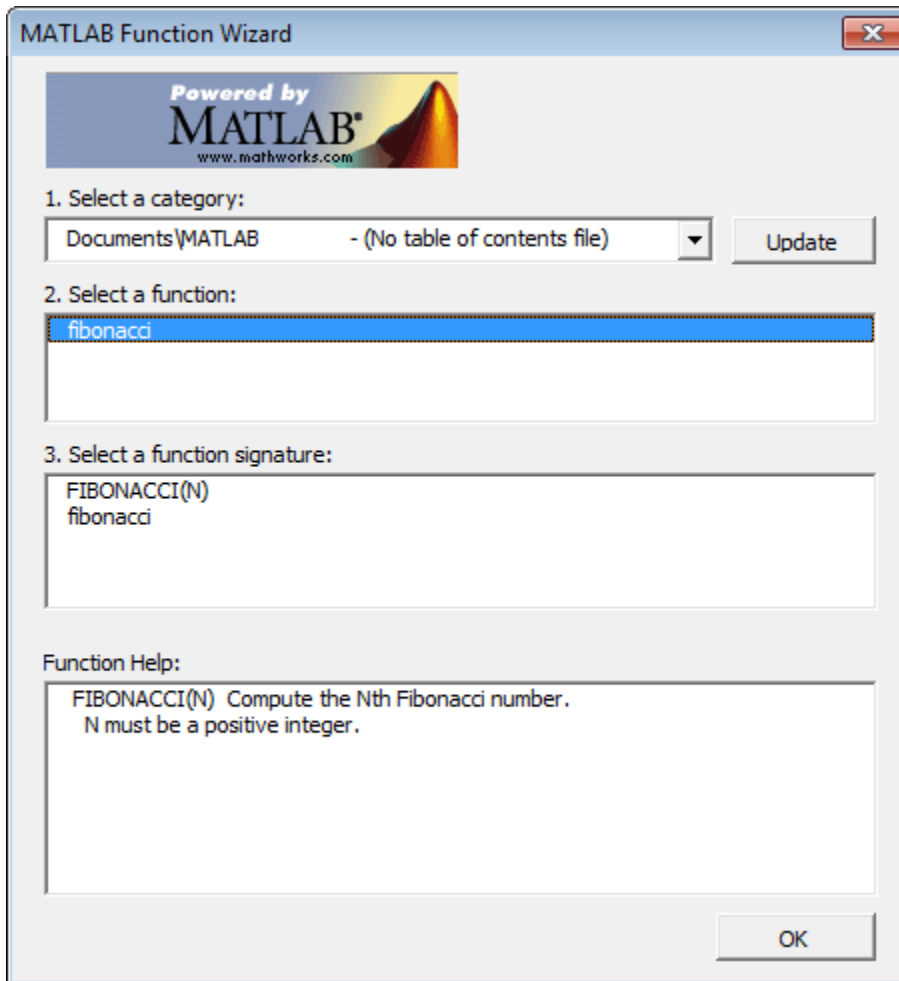 MATLAB Function Wizard
Powered by
MATLAB®
www.mathworks.com
1. Select a category:
Documents\MATLAB - (No table of contents file)
Update
2. Select a function:
fibonacci
3. Select a function signature:
FIBONACCI(N)
fibonacci
Function Help:
FIBONACCI(N) Compute the Nth Fibonacci number.
N must be a positive integer.
OK